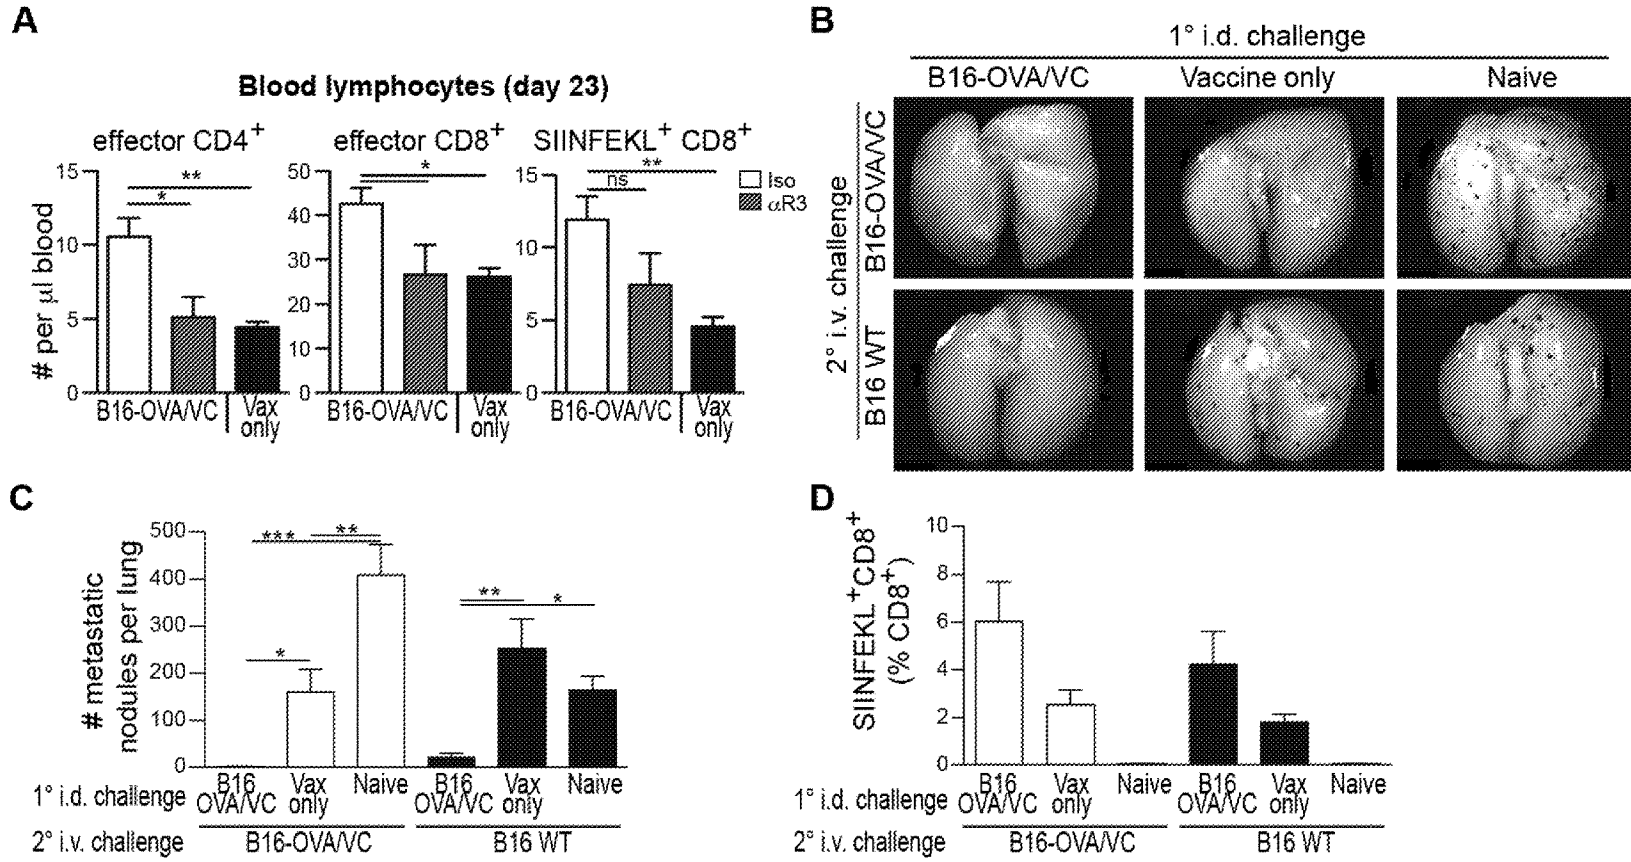 A
Blood lymphocytes (day 23)
effector CD4+
effector CD8+
SIINFEKL+ CD8+
# per μl blood
15
10
5
0
**
*
B16-OVA/VC
Vax
only
50
40
30
20
10
0
*
B16-OVA/VC
Vax
only
15
10
5
0
**
ns
B16-OVA/VC
Vax
only
Iso
αR3
B
1° i.d. challenge
B16-OVA/VC
Vaccine only
Naive
2° i.v. challenge
B16-OVA/VC
B16 WT
C
# metastatic
nodules per lung
500
400
300
200
100
0
***
**
*
**
*
B16
OVA/VC
Vax
only
Naive
B16
OVA/VC
Vax
only
Naive
1° i.d. challenge
2° i.v. challenge
B16-OVA/VC
B16 WT
D
SIINFEKL+CD8+
(% CD8+)
10
8
6
4
2
0
B16
OVA/VC
Vax
only
Naive
B16
OVA/VC
Vax
only
Naive
1° i.d. challenge
2° i.v. challenge
B16-OVA/VC
B16 WT